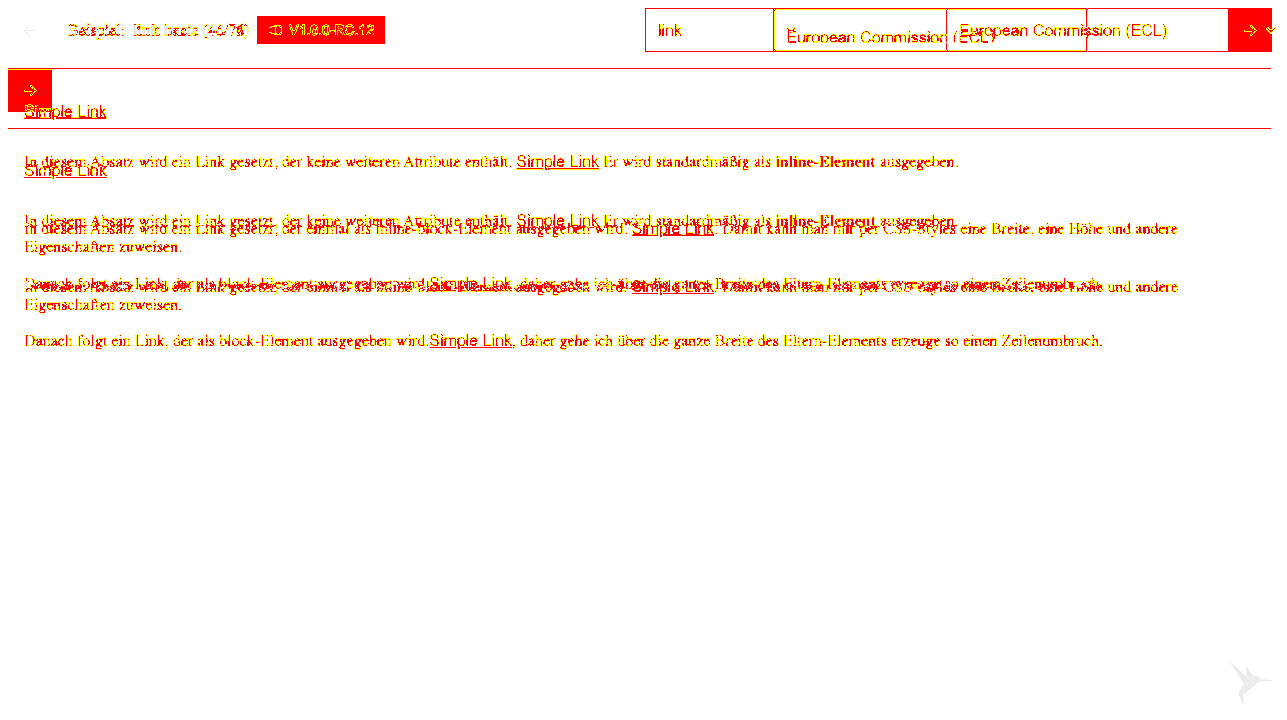 Beispiel: link basic
V1.0.0-RC.12
link
European Commission (ECL)
European Commission (ECL)
Simple Link
In diesem Absatz wird ein Link gesetzt, der keine weiteren Attribute enthält. Simple Link Er wird standardmäßig als inline-Element ausgegeben.
Simple Link
In diesem Absatz wird ein Link gesetzt, der keine weiteren Attribute enthält. Simple Link Er wird standardmäßig als inline-Element ausgegeben.
In diesem Absatz wird ein Link gesetzt, der einmal als inline-block-Element ausgegeben wird. Simple Link. Damit kann man mir per CSS-Styles eine Breite, eine Höhe und andere
Eigenschaften zuweisen.
Danach folgt ein Link, der als block-Element ausgegeben wird.Simple Link, daher gehe ich über die ganze Breite des Eltern-Elements erzeuge so einen Zeilenumbruch.
In diesem Absatz wird ein Link gesetzt, der einmal als inline-block-Element ausgegeben wird. Simple Link. Damit kann man mir per CSS-Styles eine Breite, eine Höhe und andere
Eigenschaften zuweisen.
Danach folgt ein Link, der als block-Element ausgegeben wird.Simple Link, daher gehe ich über die ganze Breite des Eltern-Elements erzeuge so einen Zeilenumbruch.